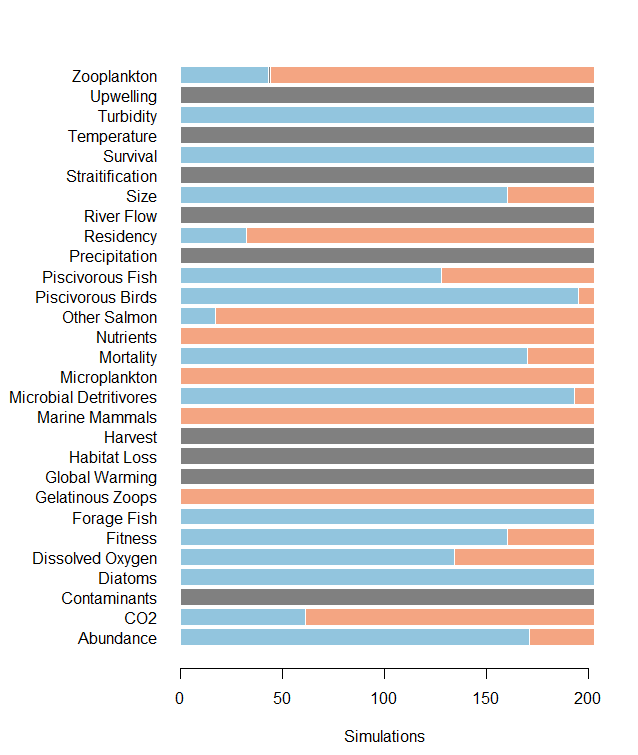 Zooplankton
Upwelling
Turbidity
Temperature
Survival
Straitification
Size
River Flow
Residency
Precipitation
Piscivorous Fish
Piscivorous Birds
Other Salmon
Nutrients
Mortality
Microplankton
Microbial Detritivores
Marine Mammals
Harvest
Habitat Loss
Global Warming
Gelatinous Zoops
Forage Fish
Fitness
Dissolved Oxygen
Diatoms
Contaminants
CO2
Abundance
0 50 100 150 200
Simulations